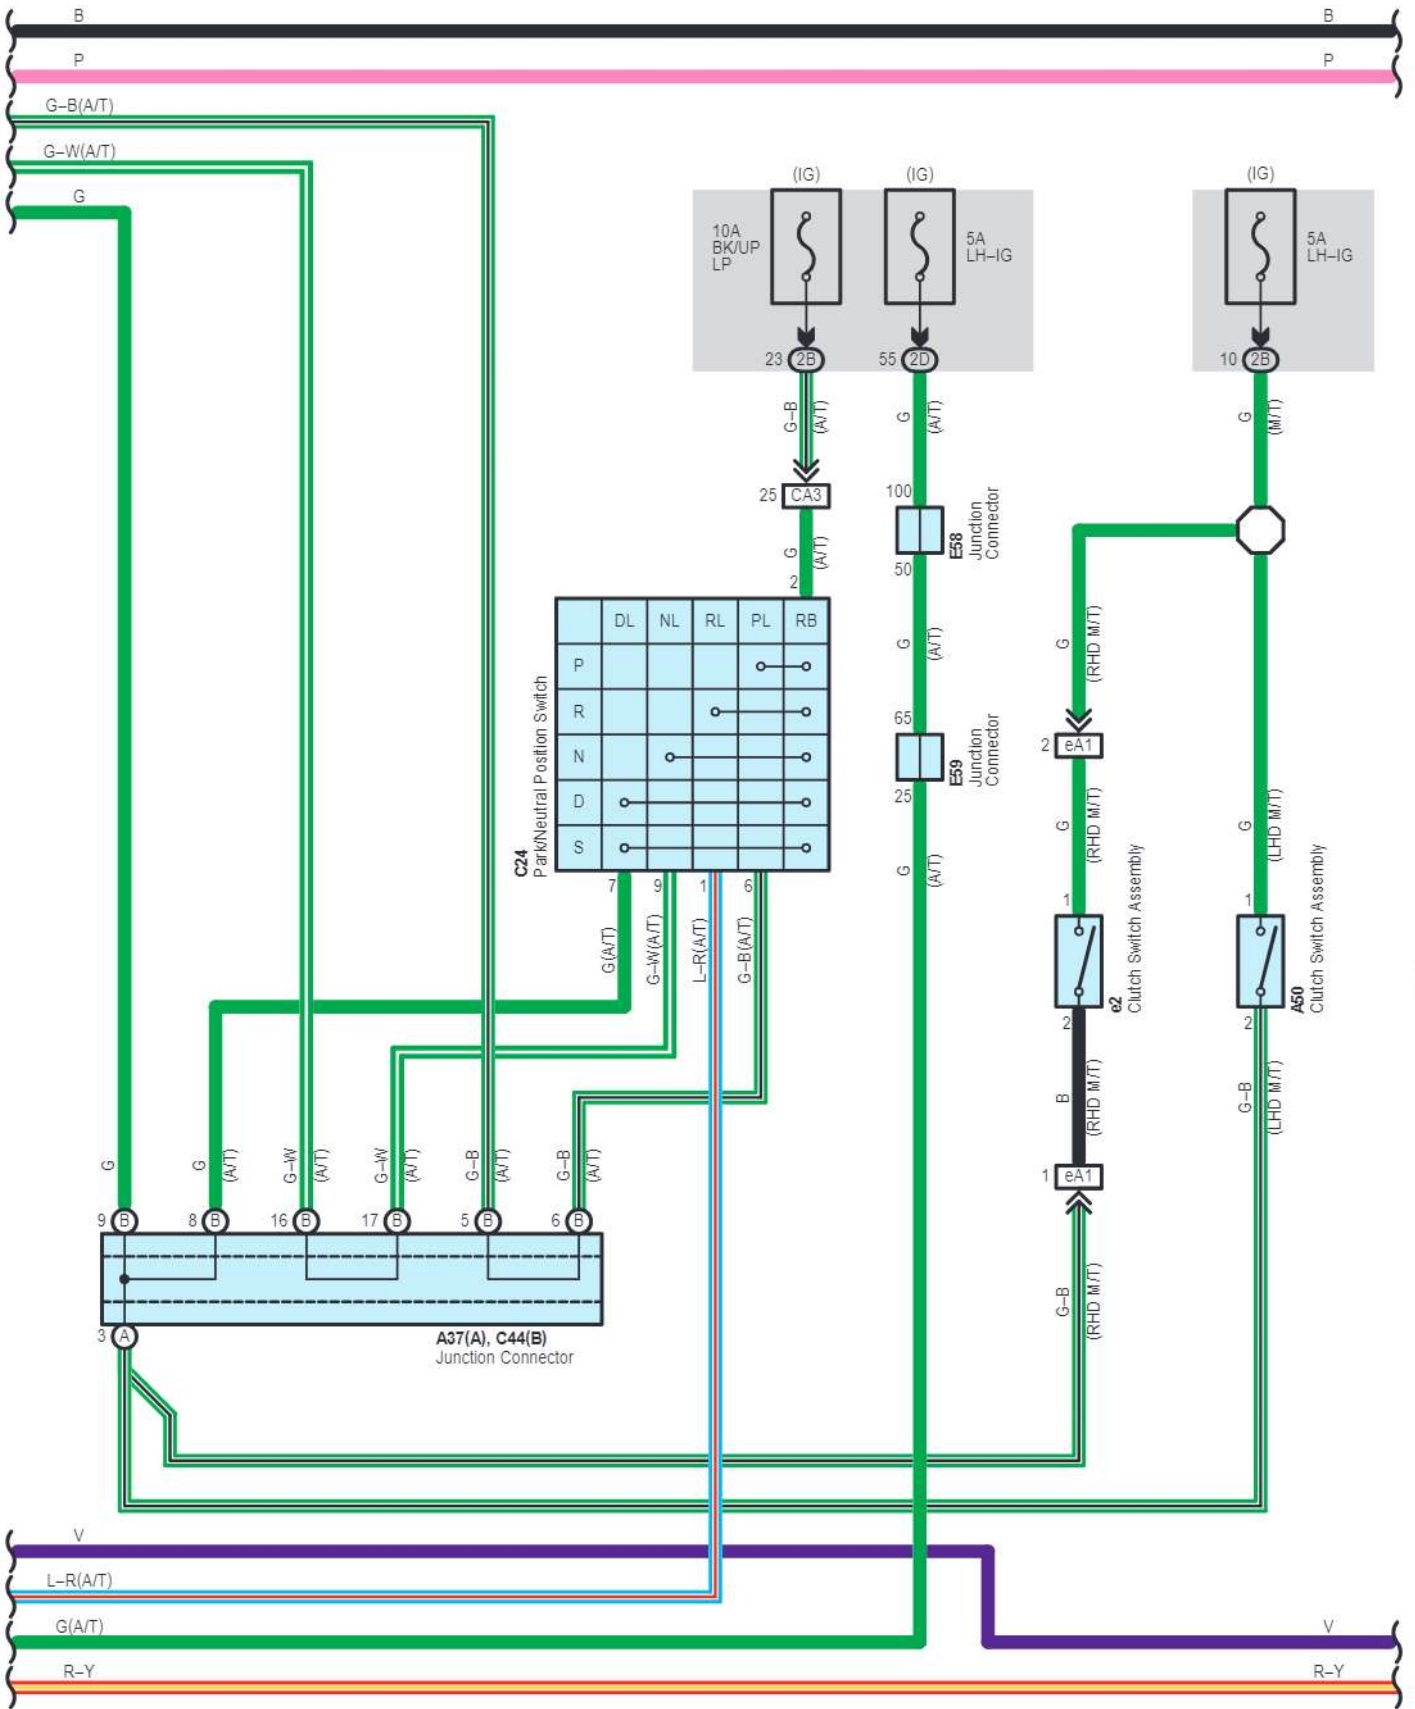 B B
P P
G–B(A/T)
G–W(A/T)
G
(IG) (IG) (IG)
10A
BK/UP
LP
5A
LH–IG
5A
LH–IG
23 2B 55 2D 10 2B
G–B
(A/T)
G
(A/T)
G
(M/T)
25 CA3
100
E58
Junction
Connector
50
G
(A/T)
2
DL NL RL PL RB
P
R
N
D
S
C24
Park/Neutral Position Switch
G
(A/T)
65
E59
Junction
Connector
25
G
(A/T)
G
(RHD M/T)
2 eA1
G
(RHD M/T)
G
(LHD M/T)
7 9 1 6
G(A/T)
G–W(A/T)
L–R(A/T)
G–B(A/T)
1
e2
Clutch Switch Assembly
2
1
A50
Clutch Switch Assembly
2
B
(RHD M/T)
G–B
(LHD M/T)
1 eA1
G
G
(A/T)
G–W
(A/T)
G–W
(A/T)
G–B
(A/T)
G–B
(A/T)
9 B 8 B 16 B 17 B 5 B 6 B
G–B
(RHD M/T)
3 A
A37(A), C44(B)
Junction Connector
V
L–R(A/T)
G(A/T) V
R–Y R–Y